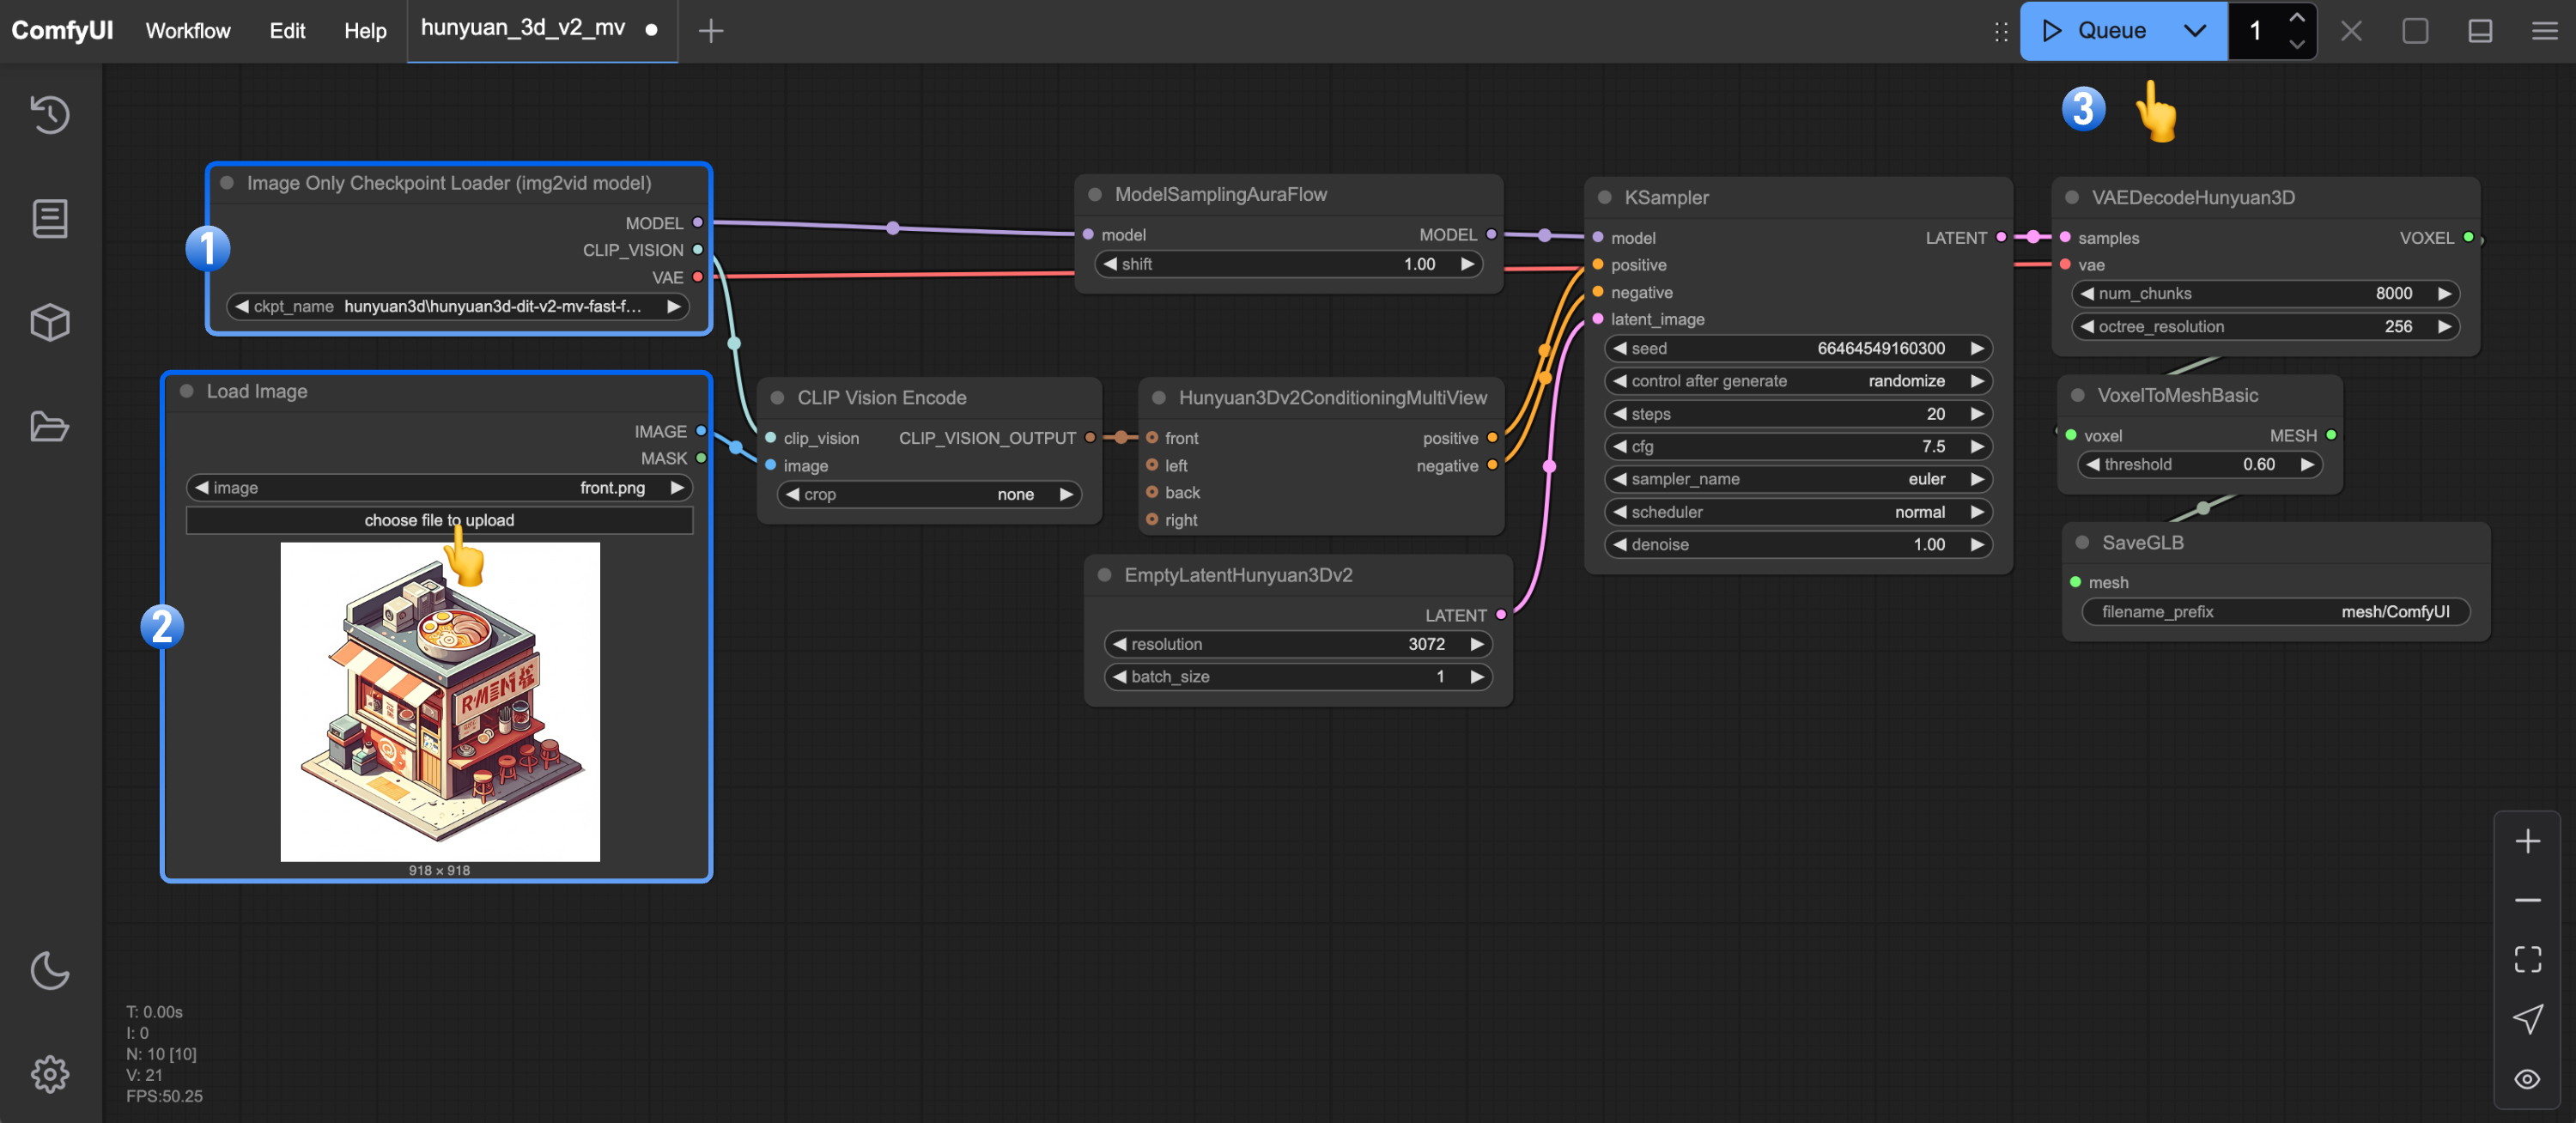 ComfyUI Workflow Edit Help hunyuan_3d_v2_mv Queue 1
3
1
Image Only Checkpoint Loader (img2vid model)
MODEL
CLIP_VISION
VAE
ckpt_name hunyuan3d\hunyuan3d-dit-v2-mv-fast-f...
2
Load Image
IMAGE
MASK
image front.png
choose file to upload
918 × 918
CLIP Vision Encode
clip_vision CLIP_VISION_OUTPUT
image
crop none
ModelSamplingAuraFlow
model MODEL
shift 1.00
Hunyuan3Dv2ConditioningMultiView
front positive
left negative
back
right
EmptyLatentHunyuan3Dv2
LATENT
resolution 3072
batch_size 1
KSampler
model LATENT
positive
negative
latent_image
seed 66464549160300
control after generate randomize
steps 20
cfg 7.5
sampler_name euler
scheduler normal
denoise 1.00
VAEDecodeHunyuan3D
samples VOXEL
vae
num_chunks 8000
octree_resolution 256
VoxelToMeshBasic
voxel MESH
threshold 0.60
SaveGLB
mesh
filename_prefix mesh/ComfyUI
T: 0.00s
I: 0
N: 10 [10]
V: 21
FPS:50.25